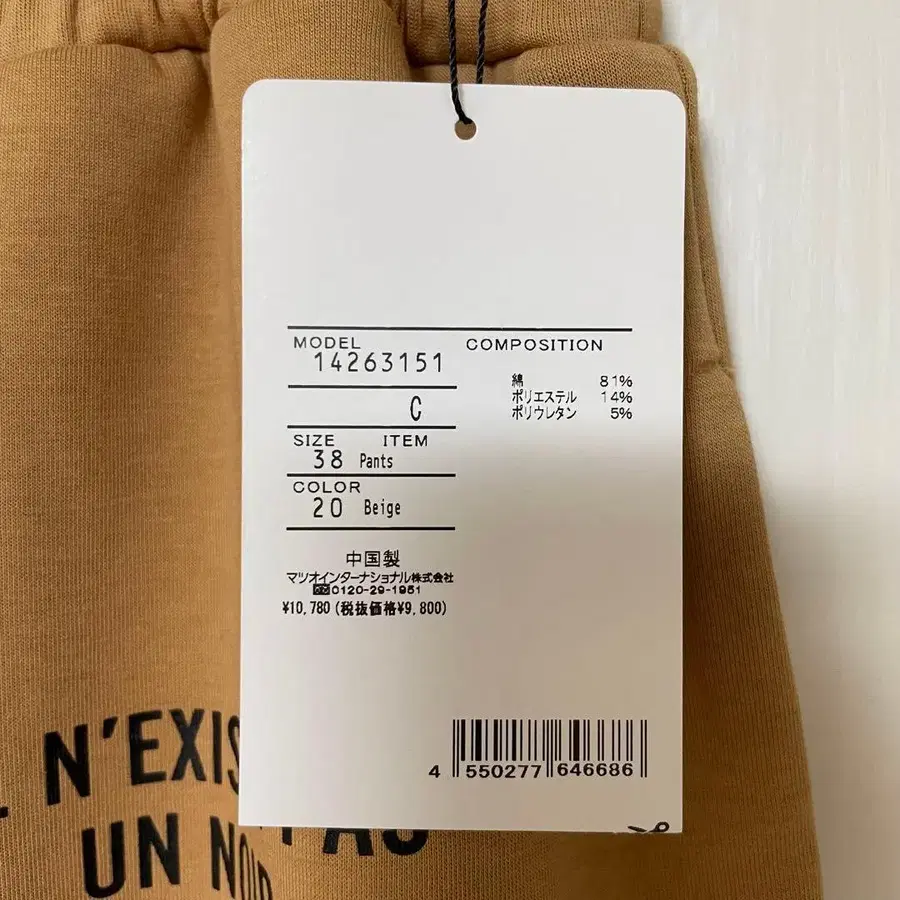 MODEL
14263151
C
SIZE ITEM
38 Pants
COLOR
20 Beige
COMPOSITION
綿 81%
ポリエステル 14%
ポリウレタン 5%
中国製
マツオインターナショナル株式会社
0120-29-1951
¥10,780(税抜価格¥9,800)
4 550277 646686
N'EXIS
UN NOIR